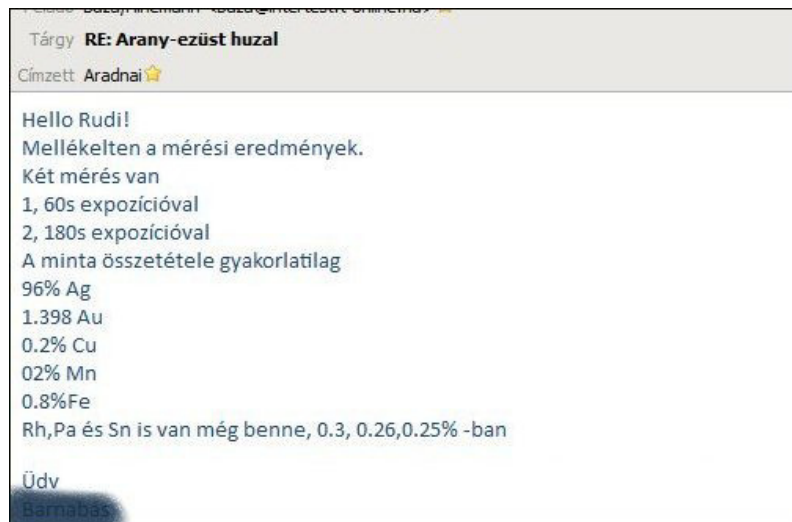 Tárgy RE: Arany-ezüst huzal
Címzett Aradnai
Hello Rudi!
Mellékelten a mérési eredmények.
Két mérés van
1, 60s expozícióval
2, 180s expozícióval
A minta összetétele gyakorlatilag
96% Ag
1.398 Au
0.2% Cu
02% Mn
0.8%Fe
Rh,Pa és Sn is van még benne, 0.3, 0.26,0.25% -ban
Üdv